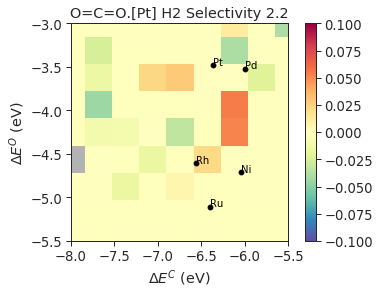 O=C=O.[Pt] H2 Selectivity 2.2
−3.0
−3.5
−4.0
−4.5
−5.0
−5.5
ΔE^O (eV)
Pt
Pd
Rh
Ni
Ru
−8.0 −7.5 −7.0 −6.5 −6.0 −5.5
ΔE^C (eV)
0.100
0.075
0.050
0.025
0.000
−0.025
−0.050
−0.075
−0.100